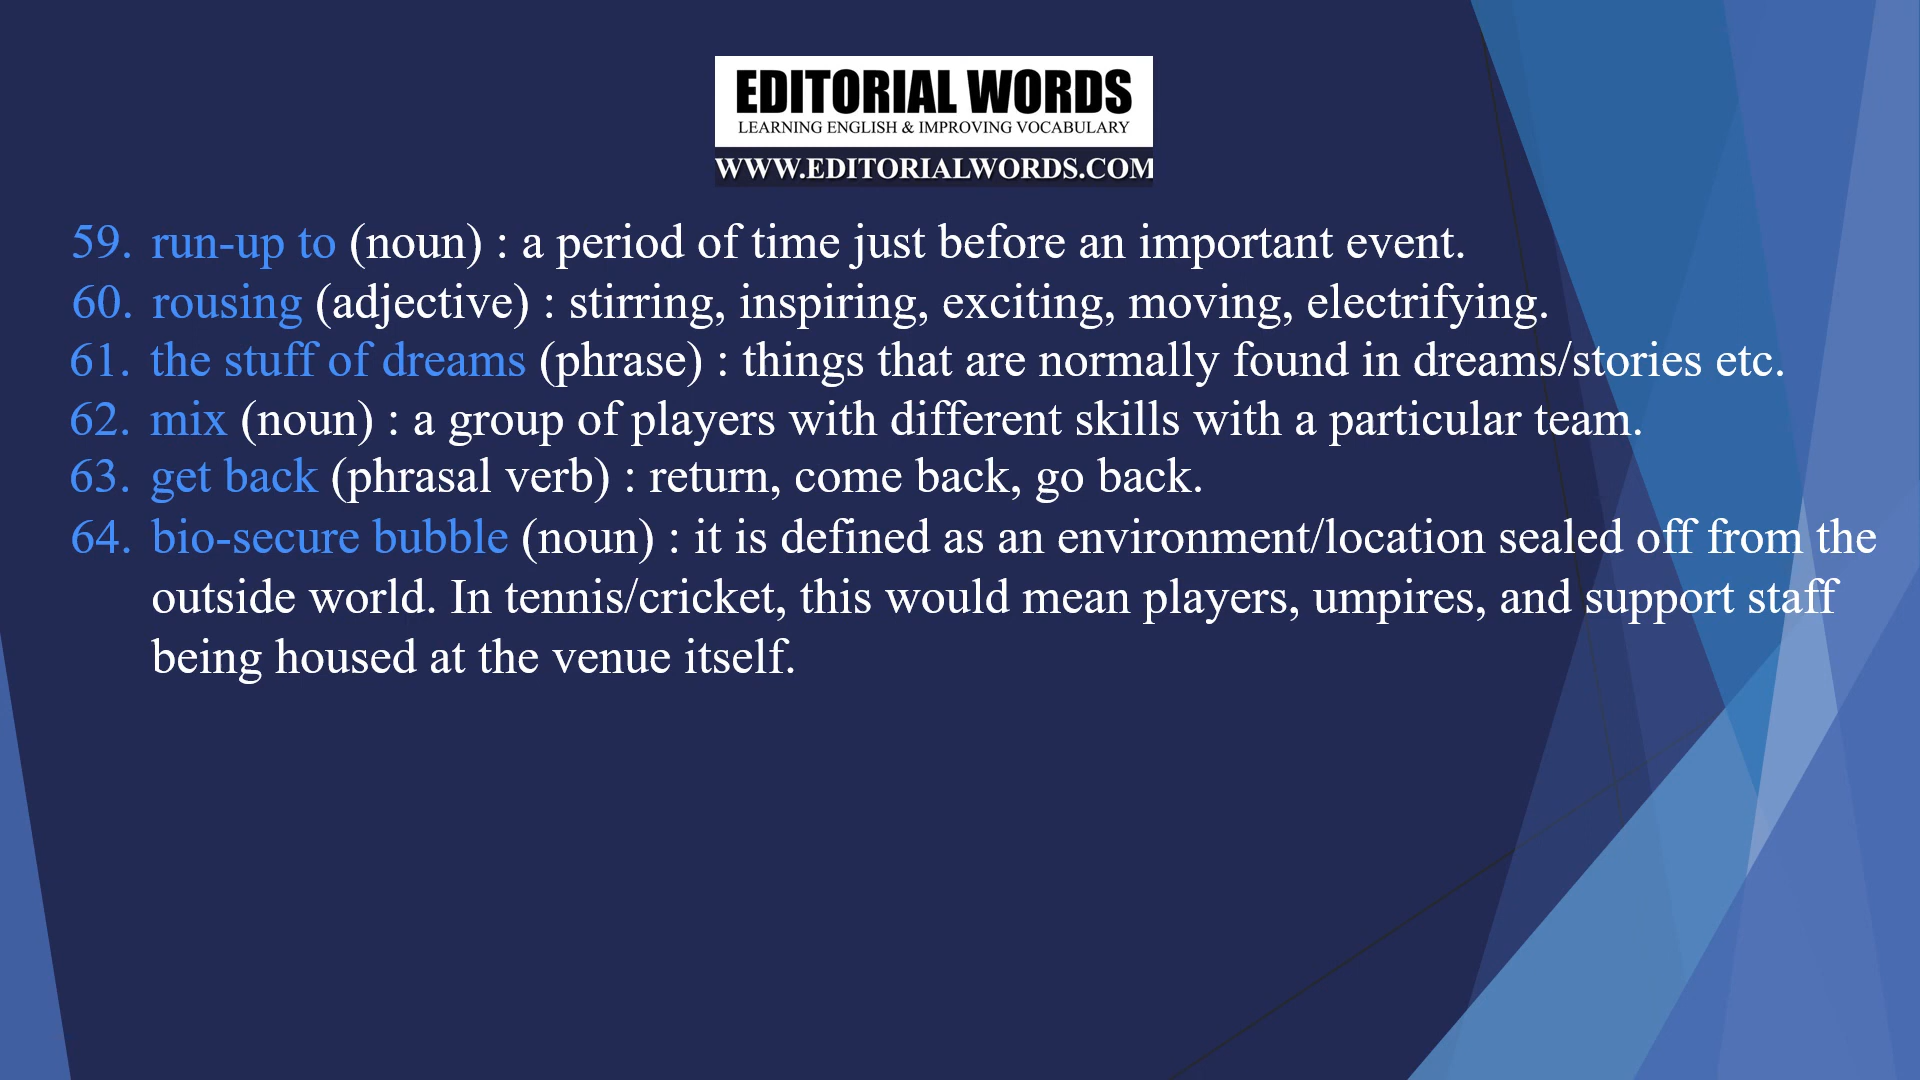 EDITORIAL WORDS
LEARNING ENGLISH & IMPROVING VOCABULARY
WWW.EDITORIALWORDS.COM
59. run-up to (noun) : a period of time just before an important event.
60. rousing (adjective) : stirring, inspiring, exciting, moving, electrifying.
61. the stuff of dreams (phrase) : things that are normally found in dreams/stories etc.
62. mix (noun) : a group of players with different skills with a particular team.
63. get back (phrasal verb) : return, come back, go back.
64. bio-secure bubble (noun) : it is defined as an environment/location sealed off from the
outside world. In tennis/cricket, this would mean players, umpires, and support staff
being housed at the venue itself.